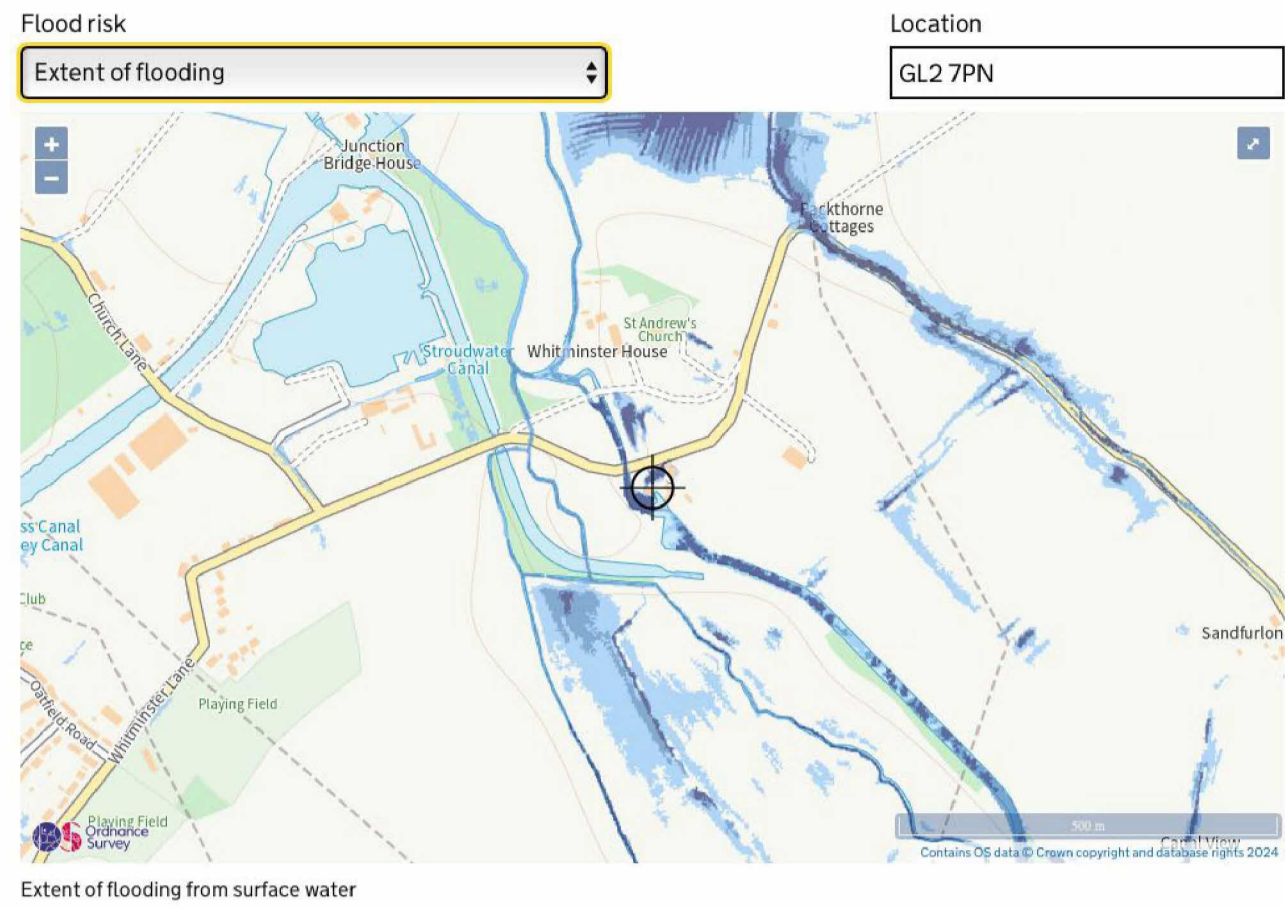 Flood risk
Location
Extent of flooding
GL2 7PN
+
−
Junction
Bridge House
Cottages
Church Lane
St Andrew's
Church
Stroudwater
Canal
Whitminster House
Canal
ey Canal
Club
Sandfurlon
Oatfield Road
Whitminster Lane
Playing Field
Playing Field
Ordnance
Survey
500 m
Canal View
Contains OS data © Crown copyright and database rights 2024
Extent of flooding from surface water